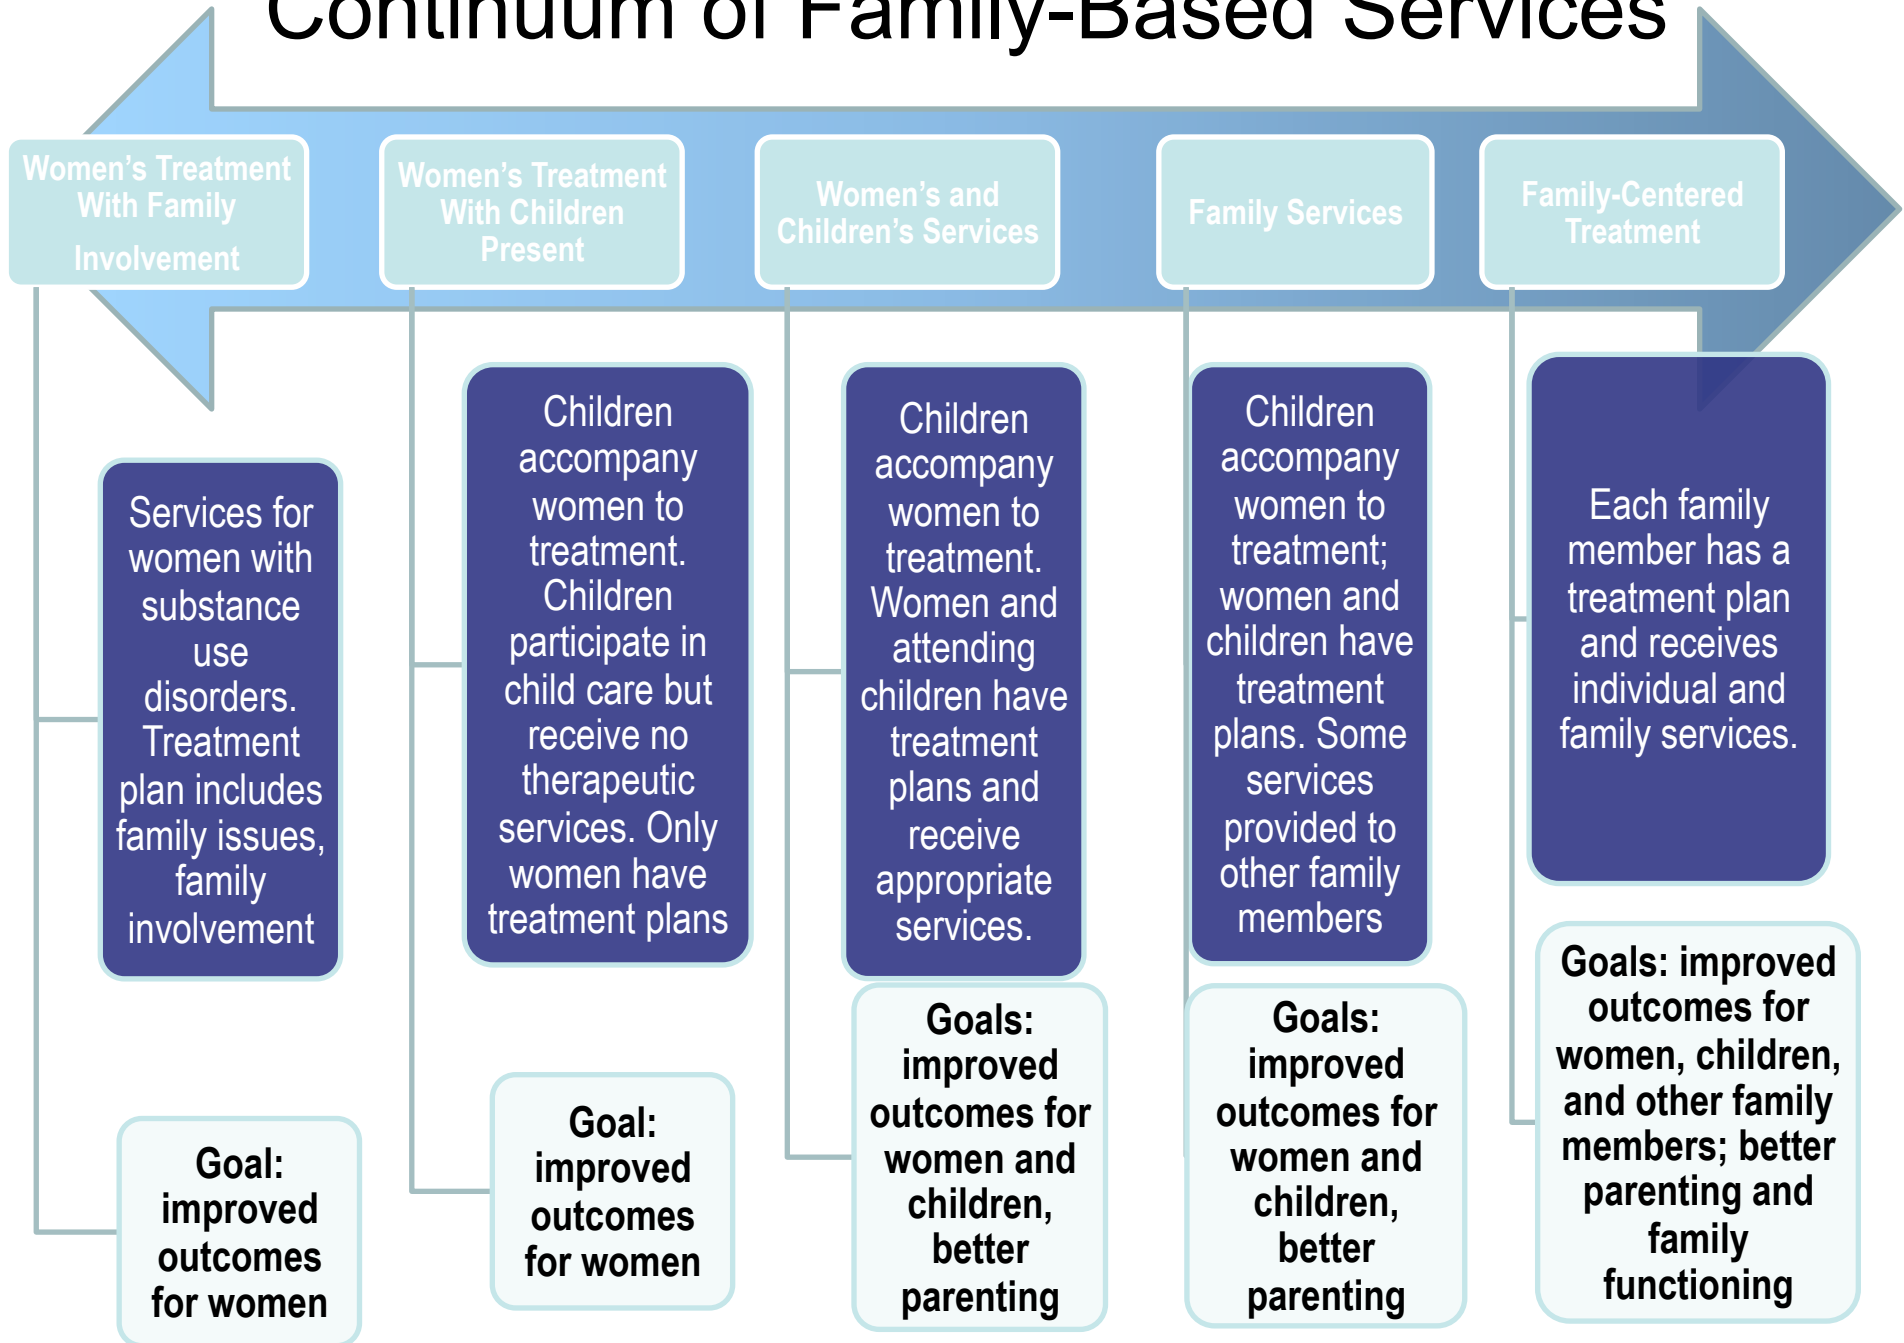 Continuum of Family-Based Services
Women’s Treatment
With Family
Involvement
Women’s Treatment
With Children
Present
Women’s and
Children’s Services
Family Services
Family-Centered
Treatment
Services for
women with
substance
use
disorders.
Treatment
plan includes
family issues,
family
involvement
Goal:
improved
outcomes
for women
Children
accompany
women to
treatment.
Children
participate in
child care but
receive no
therapeutic
services. Only
women have
treatment plans
Goal:
improved
outcomes
for women
Children
accompany
women to
treatment.
Women and
attending
children have
treatment
plans and
receive
appropriate
services.
Goals:
improved
outcomes for
women and
children,
better
parenting
Children
accompany
women to
treatment;
women and
children have
treatment
plans. Some
services
provided to
other family
members
Goals:
improved
outcomes for
women and
children,
better
parenting
Each family
member has a
treatment plan
and receives
individual and
family services.
Goals: improved
outcomes for
women, children,
and other family
members; better
parenting and
family
functioning